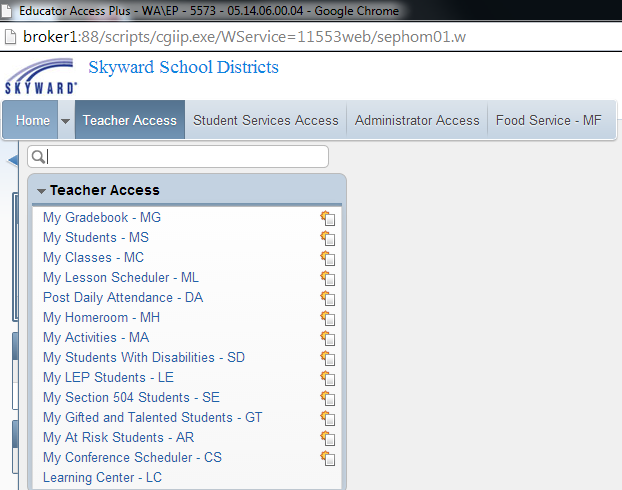 Educator Access Plus - WA\EP - 5573 - 05.14.06.00.04 - Google Chrome
broker1:88/scripts/cgiip.exe/WService=11553web/sephom01.w
SKYWARD Skyward School Districts
Home Teacher Access Student Services Access Administrator Access Food Service - MF
Teacher Access
My Gradebook - MG
My Students - MS
My Classes - MC
My Lesson Scheduler - ML
Post Daily Attendance - DA
My Homeroom - MH
My Activities - MA
My Students With Disabilities - SD
My LEP Students - LE
My Section 504 Students - SE
My Gifted and Talented Students - GT
My At Risk Students - AR
My Conference Scheduler - CS
Learning Center - LC